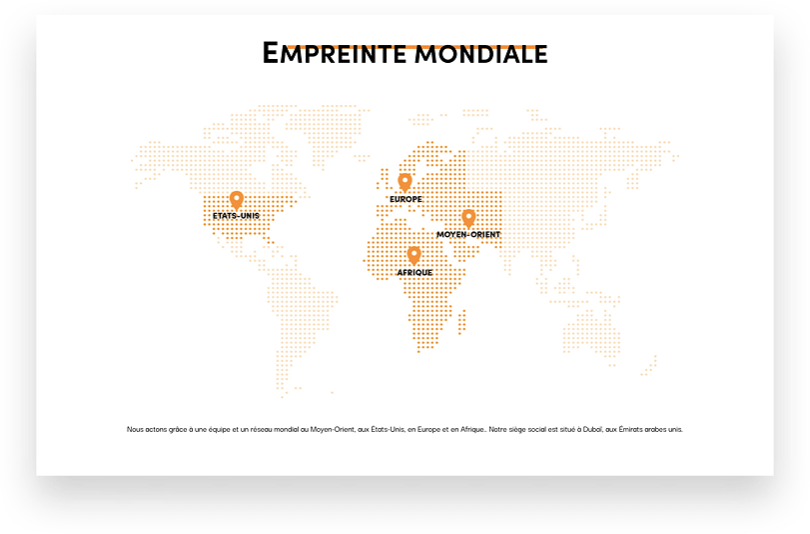 EMPREINTE MONDIALE
EUROPE
ETATS-UNIS
MOYEN-ORIENT
AFRIQUE
Nous actons grâce à une équipe et un réseau mondial au Moyen-Orient, aux États-Unis, en Europe et en Afrique.. Notre siège social est situé à Dubaï, aux Émirats arabes unis.